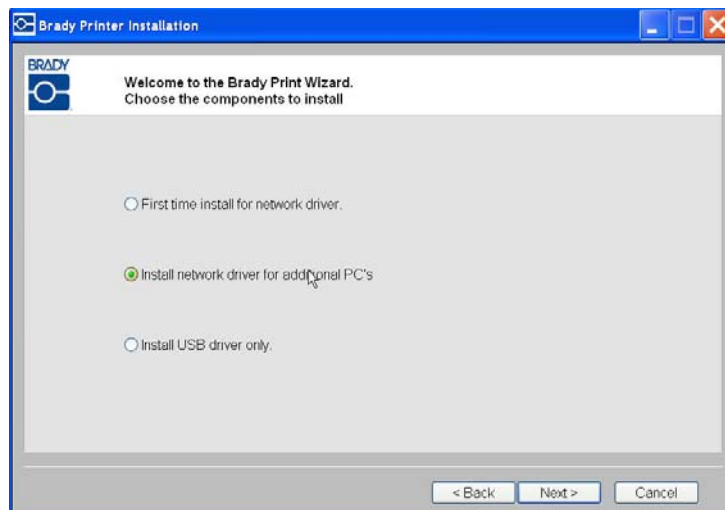 Brady Printer Installation
BRADY
Welcome to the Brady Print Wizard.
Choose the components to install
First time install for network driver.
Install network driver for additional PC's
Install USB driver only.
< Back
Next >
Cancel